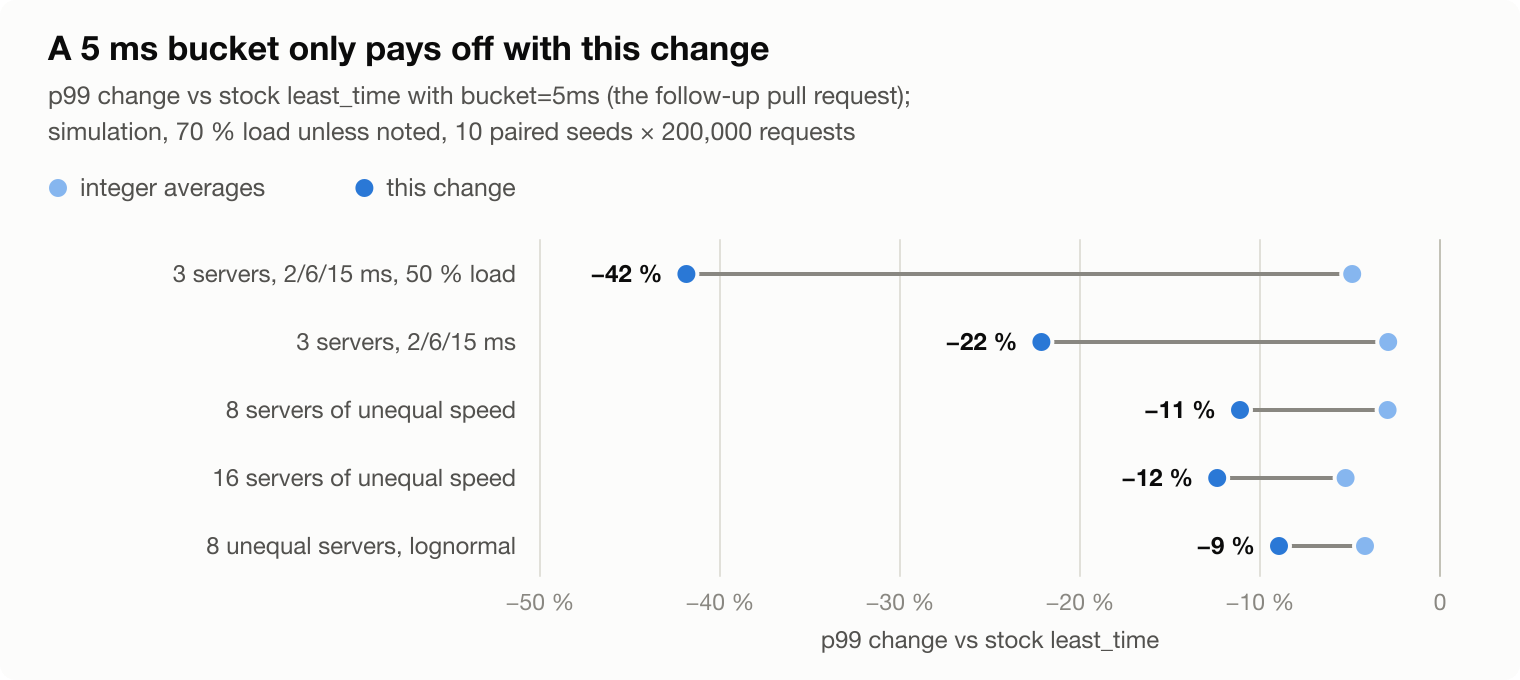 A 5 ms bucket only pays off with this change
p99 change vs stock least_time with bucket=5ms (the follow-up pull request);
simulation, 70 % load unless noted, 10 paired seeds × 200,000 requests
integer averages
this change
3 servers, 2/6/15 ms, 50 % load
−42 %
3 servers, 2/6/15 ms
−22 %
8 servers of unequal speed
−11 %
16 servers of unequal speed
−12 %
8 unequal servers, lognormal
−9 %
−50 %
−40 %
−30 %
−20 %
−10 %
0
p99 change vs stock least_time